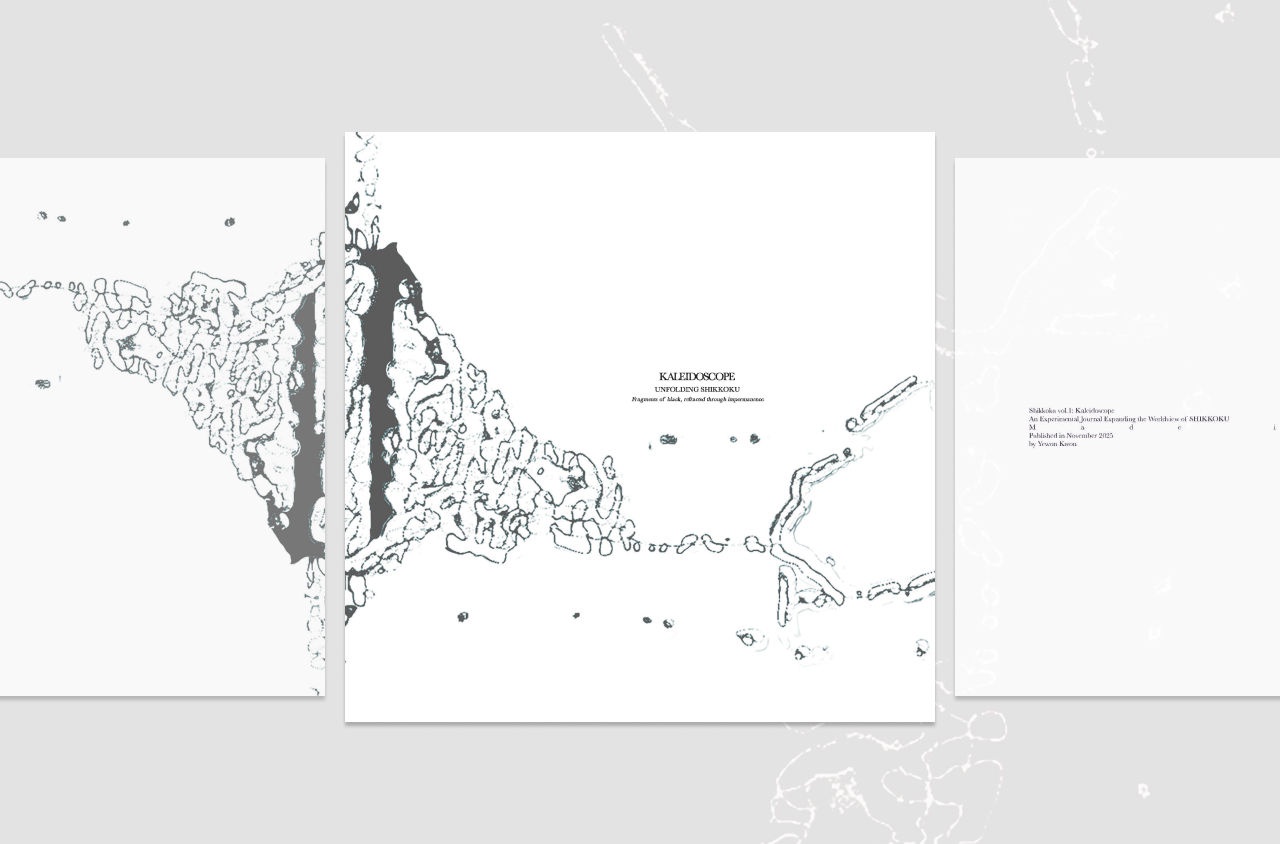 KALEIDOSCOPE
UNFOLDING SHIKKOKU
Fragments of black, refracted through impermanence.
Shikkoku vol.1: Kaleidoscope
An Experimental Journal Expanding the Worldview of SHIKKOKU
M a d e i
Published in November 2025
by Yewon Kwon